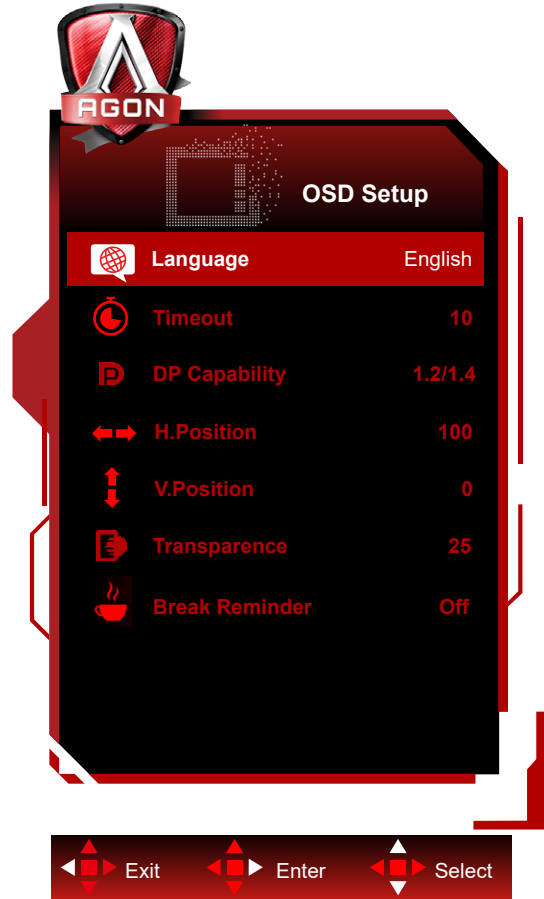 AGON
OSD Setup
Language English
Timeout 10
DP Capability 1.2/1.4
H.Position 100
V.Position 0
Transparence 25
Break Reminder Off
Exit Enter Select